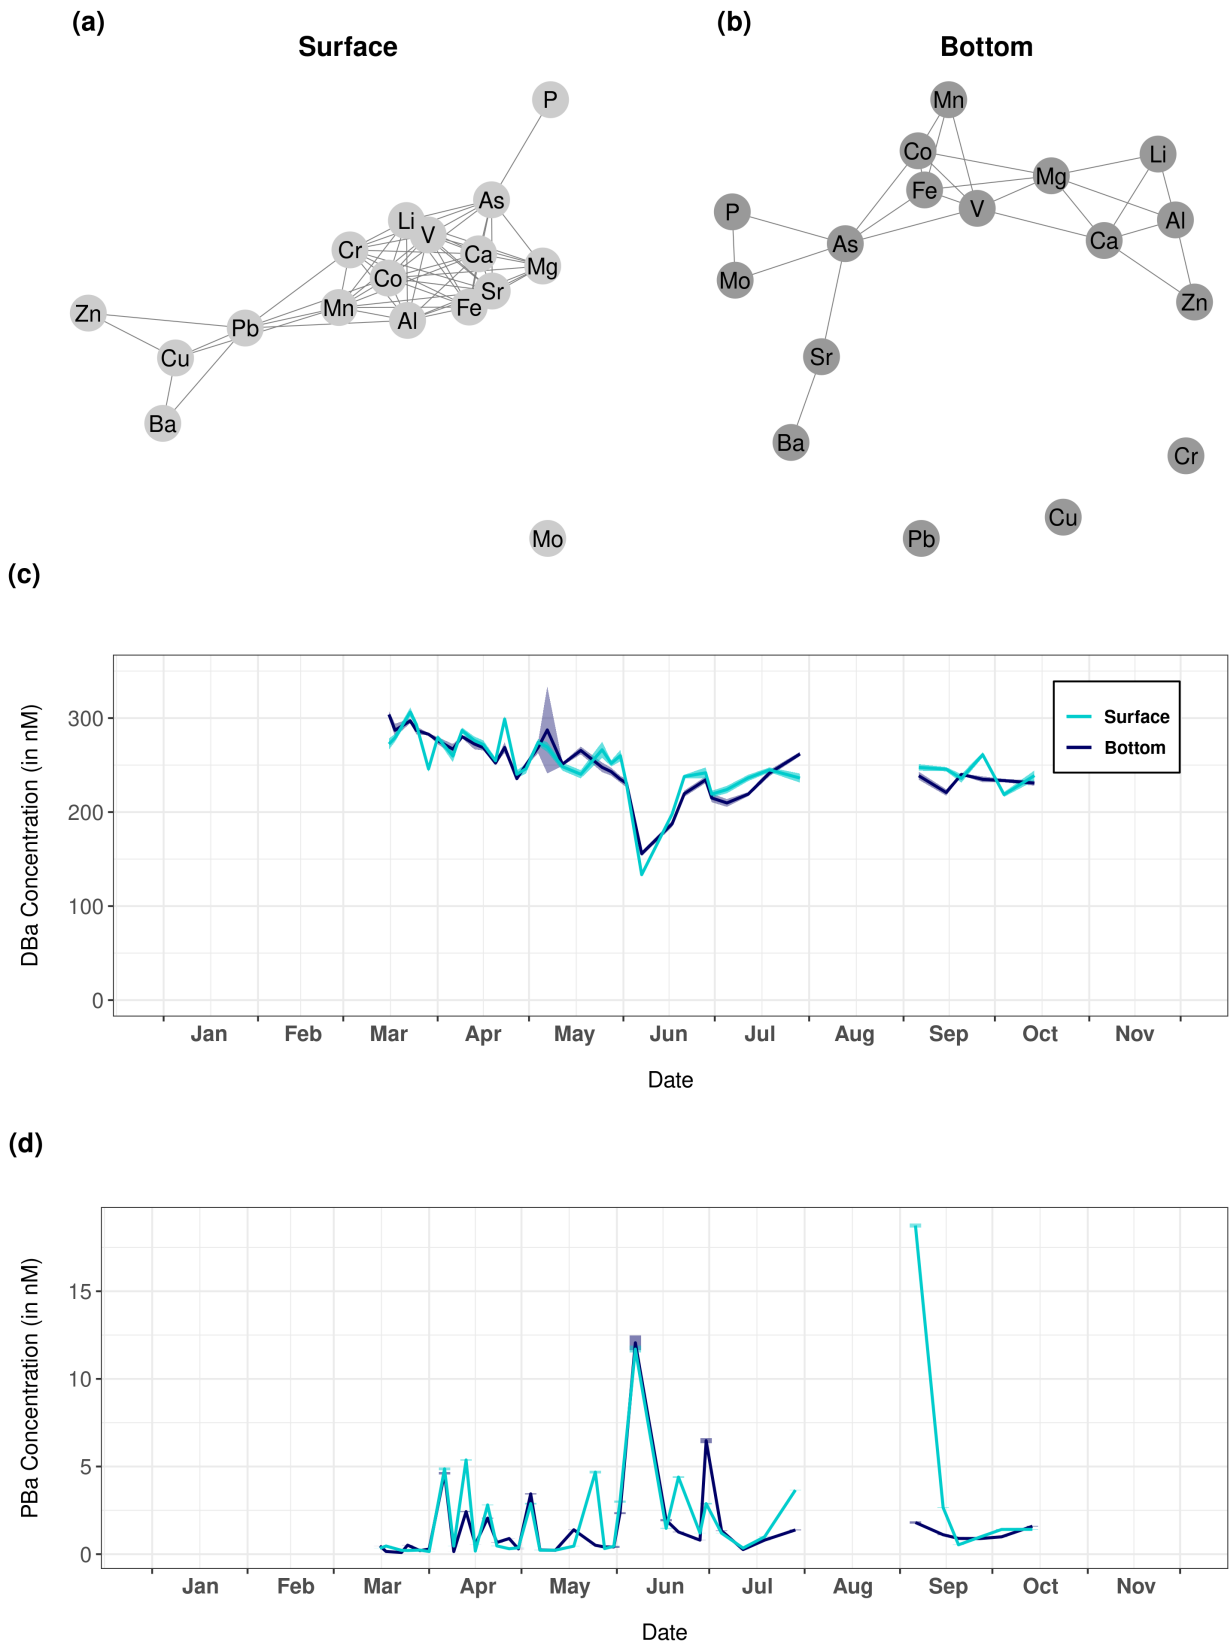 (a)
Surface
P
As
Li
V
Cr
Ca
Mg
Co
Sr
Mn
Fe
Al
Zn
Pb
Cu
Ba
Mo
(b)
Bottom
Mn
Co
Li
Mg
Fe
V
P
Al
As
Ca
Mo
Zn
Sr
Ba
Cr
Cu
Pb
(c)
DBa Concentration (in nM)
300
200
100
0
Surface
Bottom
Jan Feb Mar Apr May Jun Jul Aug Sep Oct Nov
Date
(d)
PBa Concentration (in nM)
15
10
5
0
Jan Feb Mar Apr May Jun Jul Aug Sep Oct Nov
Date